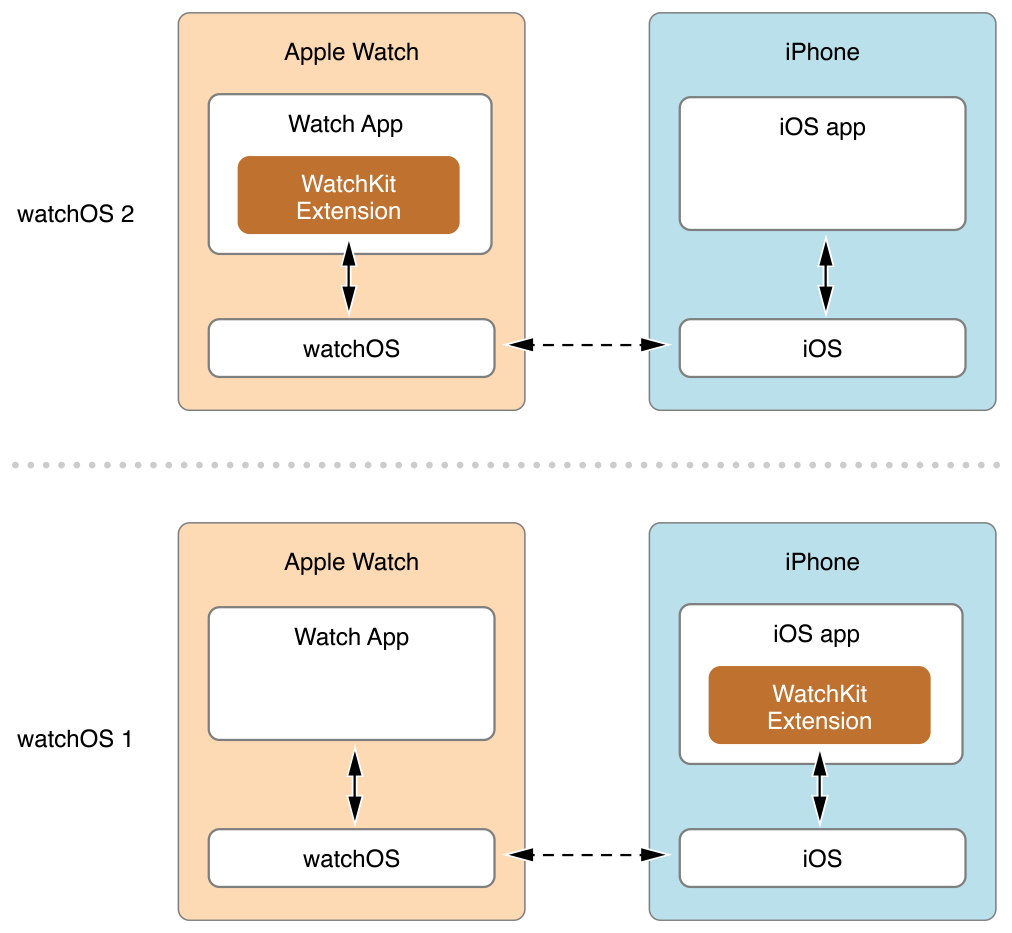 Apple Watch
iPhone
Watch App
iOS app
WatchKit
Extension
watchOS 2
watchOS
iOS
Apple Watch
iPhone
Watch App
iOS app
WatchKit
Extension
watchOS 1
watchOS
iOS